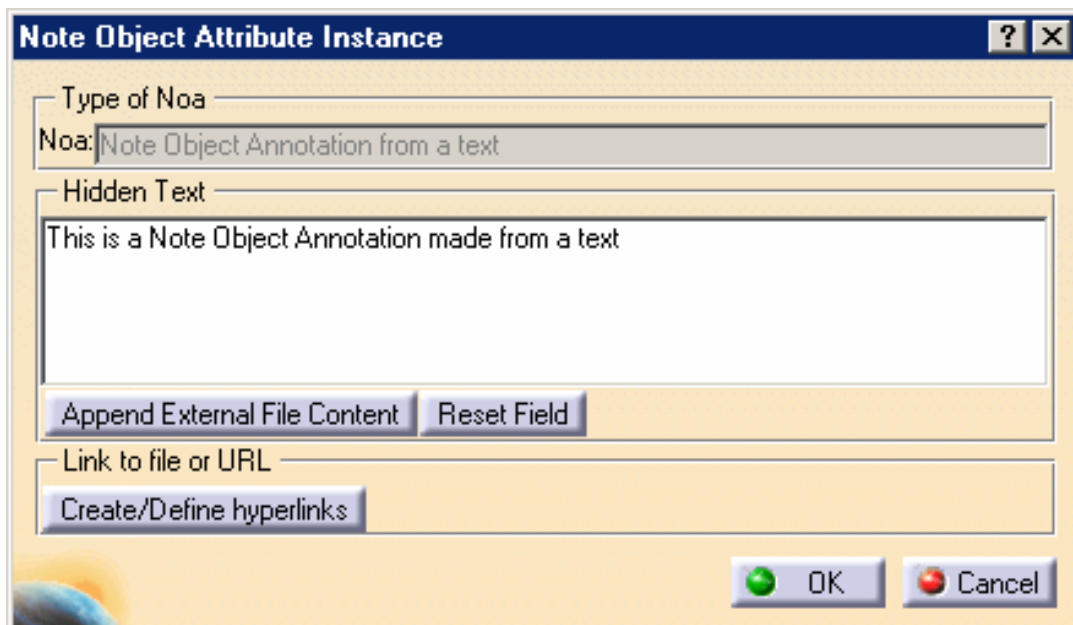 Note Object Attribute Instance
Type of Noa
Noa: Note Object Annotation from a text
Hidden Text
This is a Note Object Annotation made from a text
Append External File Content Reset Field
Link to file or URL
Create/Define hyperlinks
OK Cancel